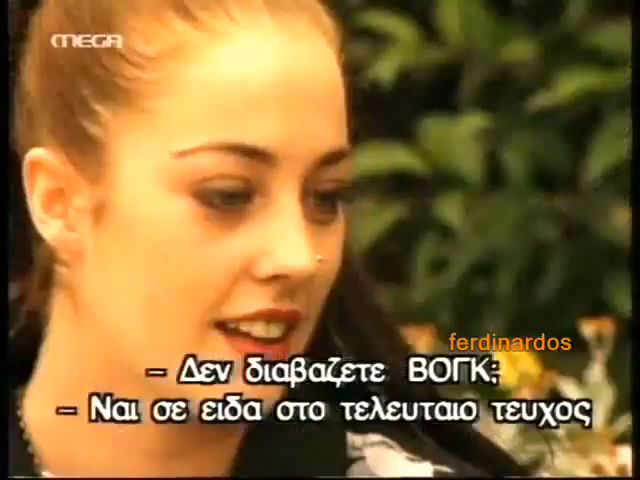 MEGA
ferdinardos
- Δεν διαβαζετε ΒΟΓΚ;
- Ναι σε ειδα στο τελευταιο τευχος